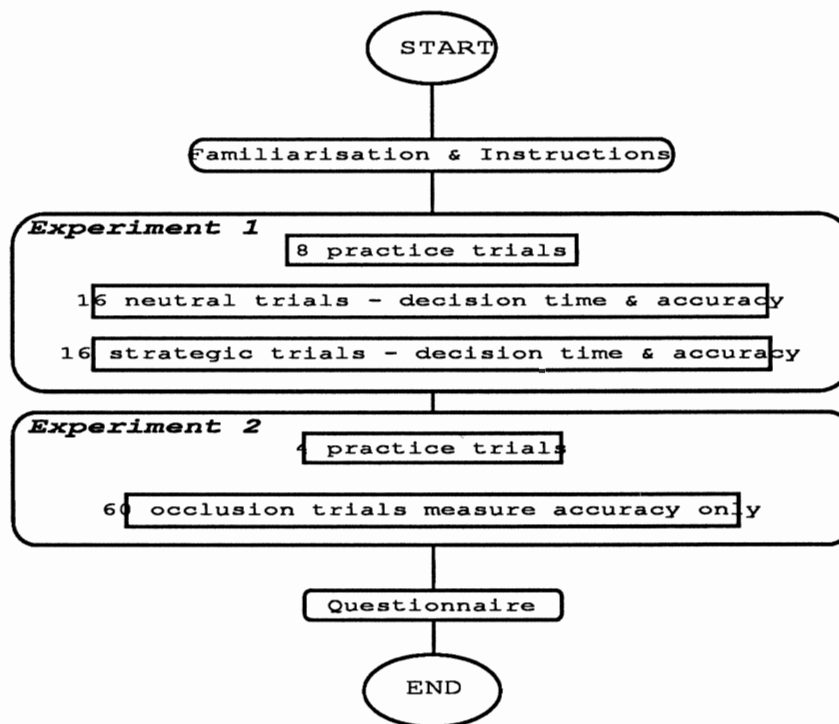 START
Familiarisation & Instructions
Experiment 1
8 practice trials
16 neutral trials - decision time & accuracy
16 strategic trials - decision time & accuracy
Experiment 2
4 practice trials
60 occlusion trials measure accuracy only
Questionnaire
END